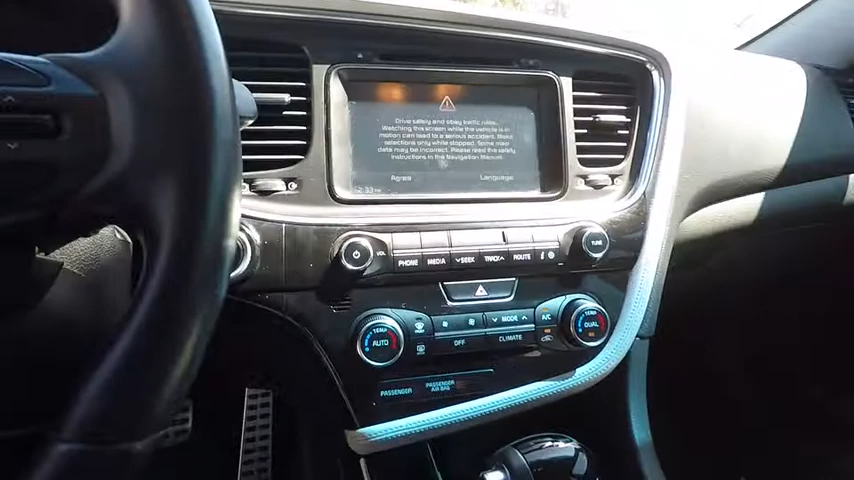 Drive safely and obey traffic rules.
Watching this screen while the vehicle is in
motion can lead to a serious accident. Make
selections only while stopped. Some map
data may be incorrect. Please read the safety
instructions in the Navigation Manual.
Agree
Language
12:33
VOL
PHONE
MEDIA
SEEK
TRACK
ROUTE
TUNE
TEMP
AUTO
OFF
MODE
CLIMATE
A/C
TEMP
DUAL
PASSENGER
PASSENGER
AIR BAG